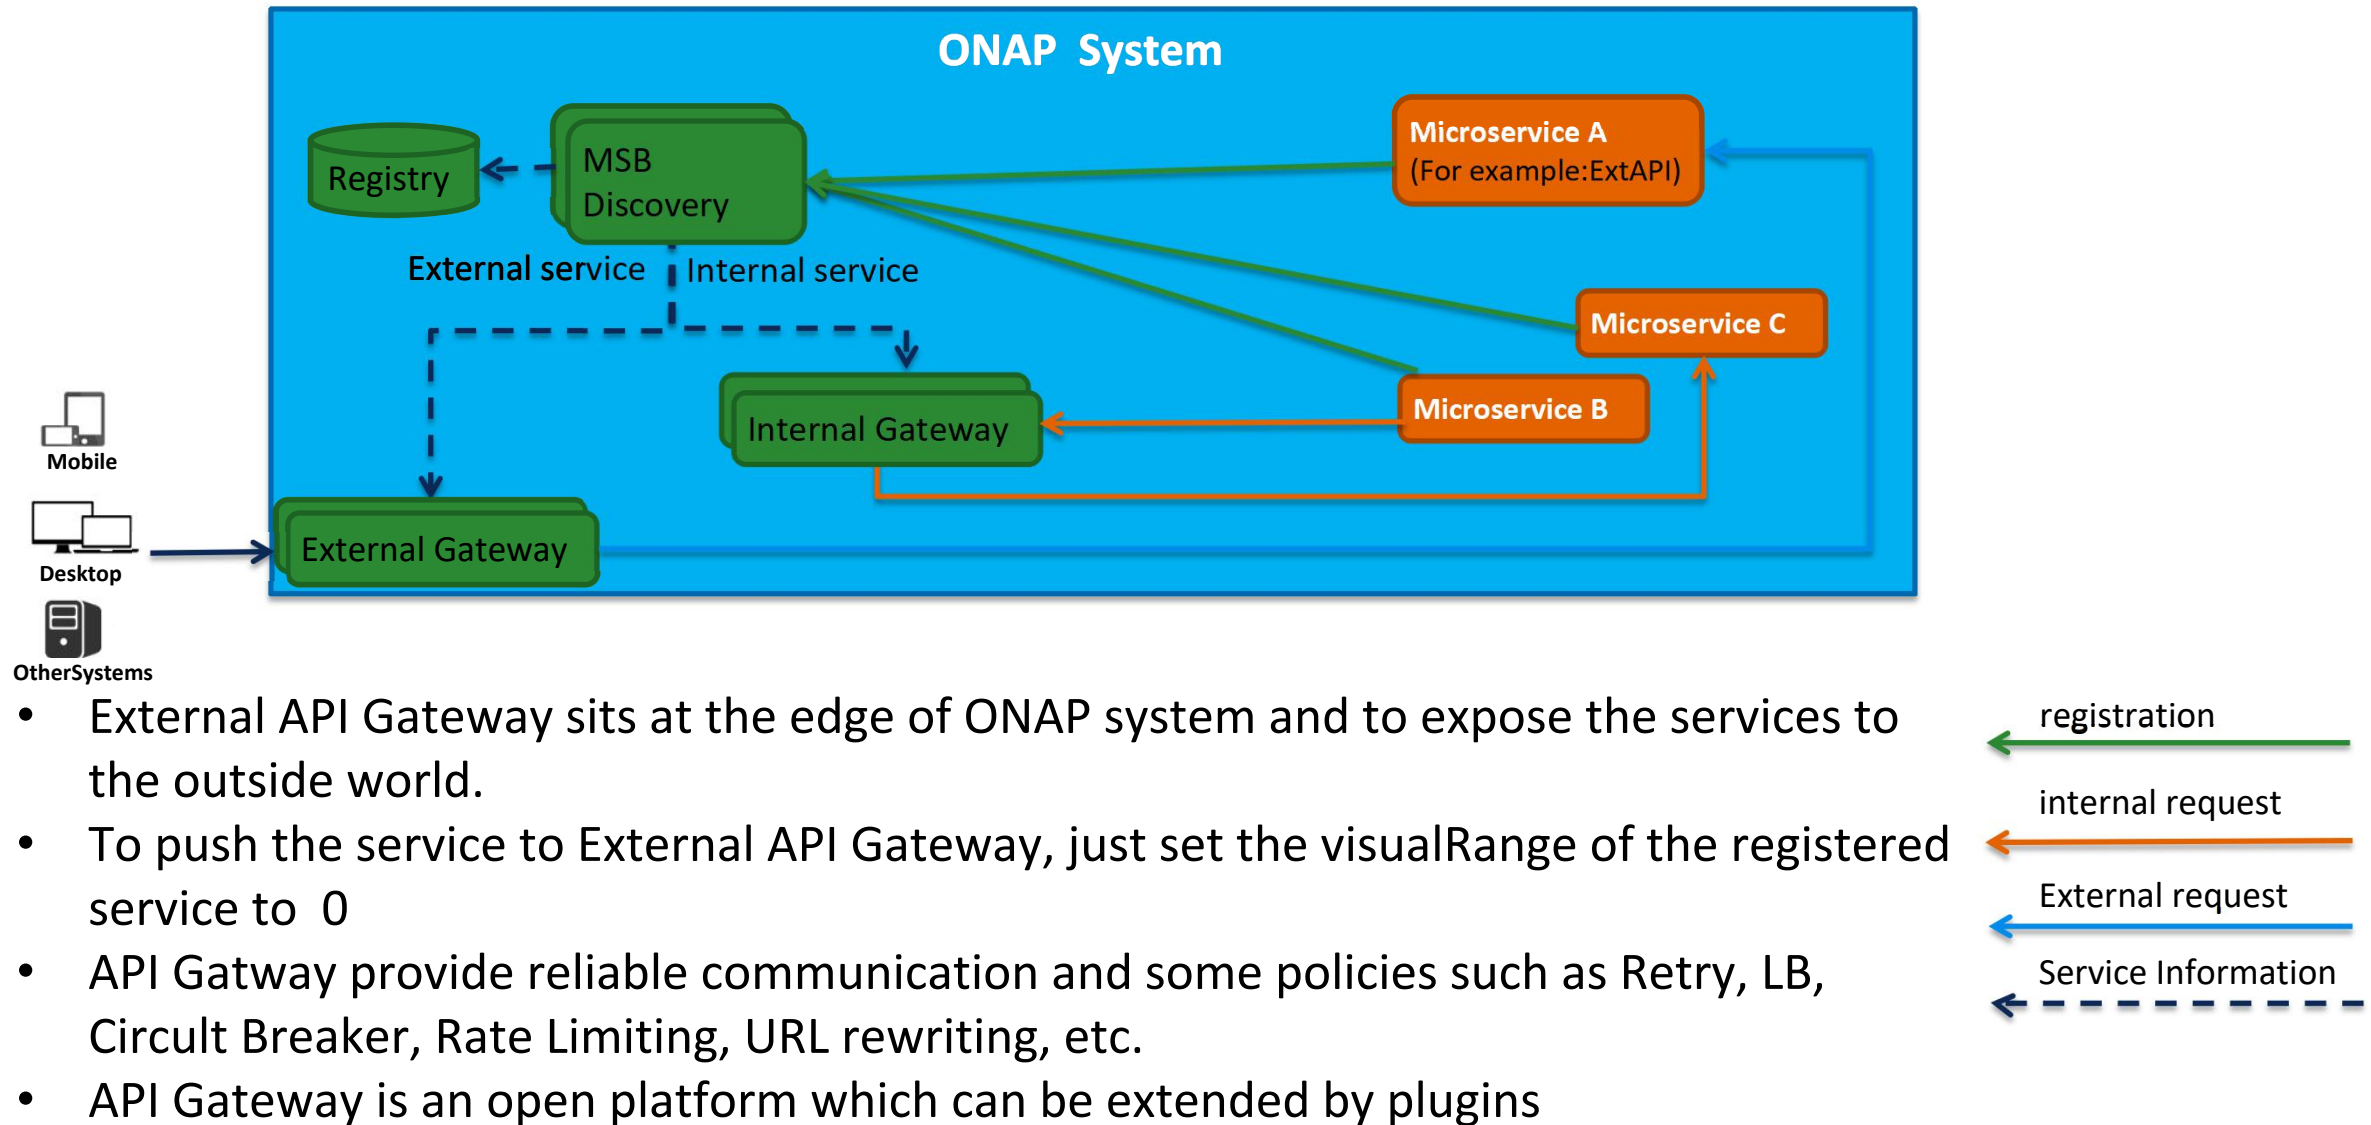 ONAP  System
Registry
MSB
Discovery
Microservice A
(For example:ExtAPI)
External service
Internal service
Microservice C
Internal Gateway
Microservice B
Mobile
External Gateway
Desktop
OtherSystems
• External API Gateway sits at the edge of ONAP system and to expose the services to
the outside world.
• To push the service to External API Gateway, just set the visualRange of the registered
service to  0
• API Gatway provide reliable communication and some policies such as Retry, LB,
Circult Breaker, Rate Limiting, URL rewriting, etc.
• API Gateway is an open platform which can be extended by plugins
registration
internal request
External request
Service Information